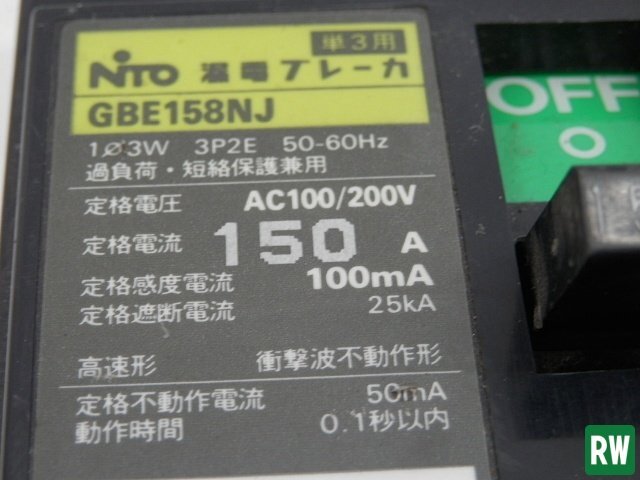 単3用
NITO 漏電ブレーカ
GBE158NJ
1ø3W 3P2E 50-60Hz
過負荷・短絡保護兼用
定格電圧 AC100/200V
定格電流 150 A
定格感度電流 100mA
定格遮断電流 25kA
高速形 衝撃波不動作形
定格不動作電流 50mA
動作時間 0.1秒以内
OFF
RW